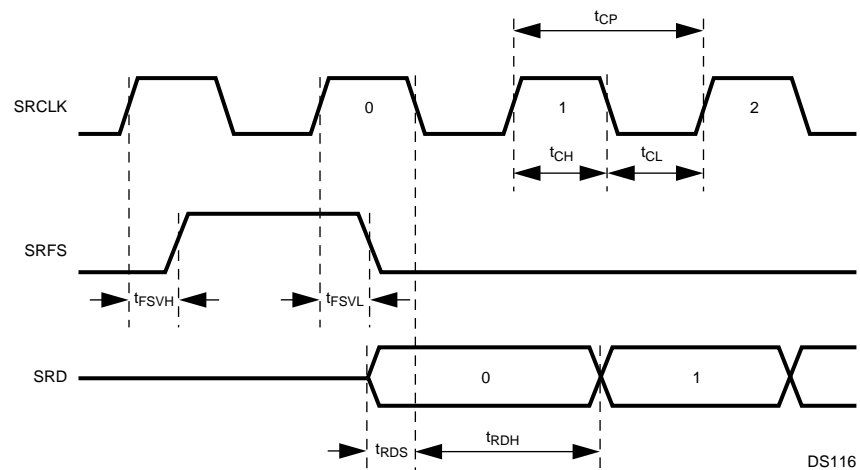 tCP
SRCLK
0
1
2
tCH
tCL
SRFS
tFSVH
tFSVL
SRD
0
1
tRDS
tRDH
DS116